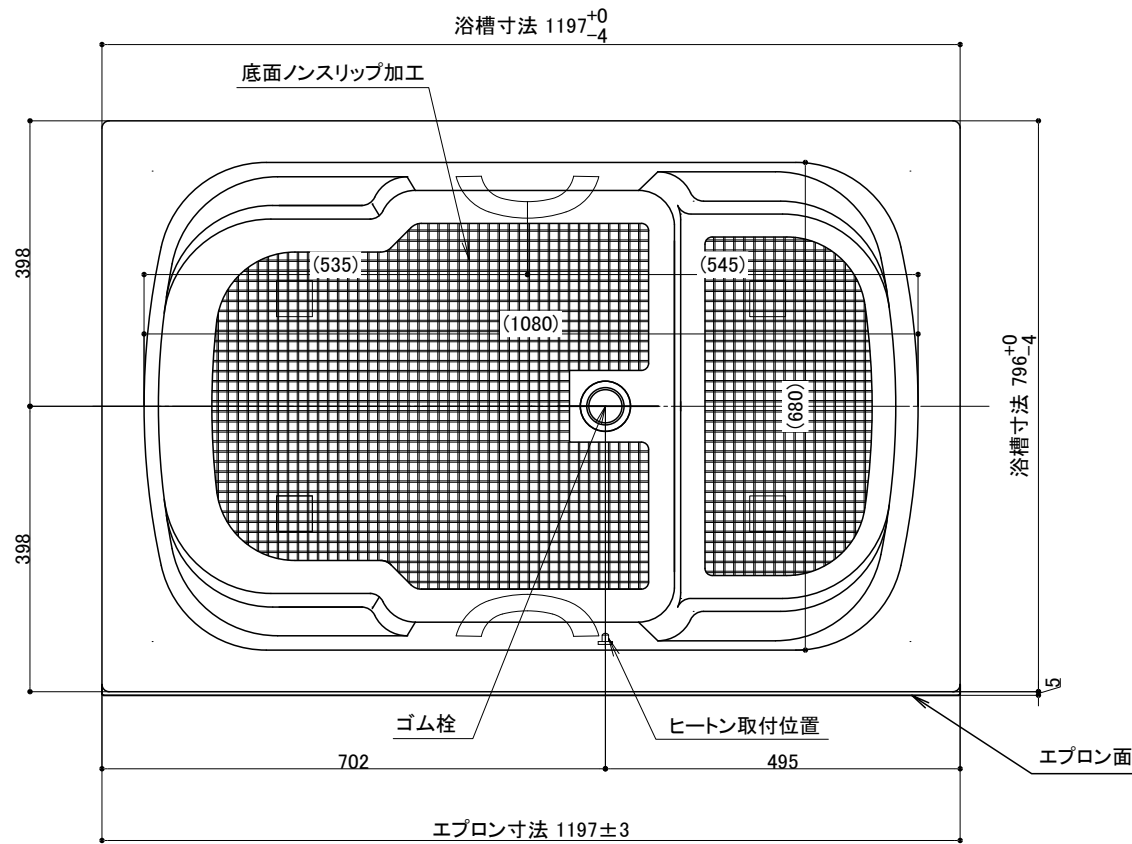 浴槽寸法 1197+0-4
底面ノンスリップ加工
398
(535)
(545)
(1080)
(680)
浴槽寸法 796+0-4
398
5
ゴム栓
ヒートン取付位置
エプロン面
702
495
エプロン寸法 1197±3